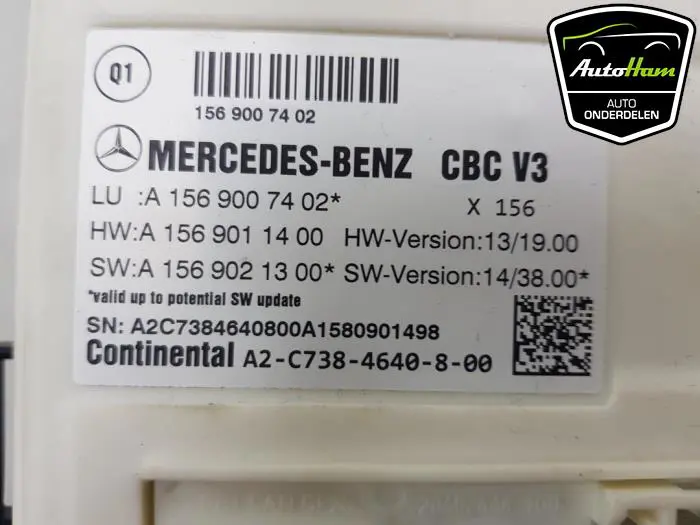 Q1
156 900 74 02
MERCEDES-BENZ CBC V3
LU :A 156 900 74 02* X 156
HW:A 156 901 14 00 HW-Version:13/19.00
SW:A 156 902 13 00* SW-Version:14/38.00*
*valid up to potential SW update
SN: A2C7384640800A1580901498
Continental A2-C738-4640-8-00
AutoHam
AUTO
ONDERDELEN